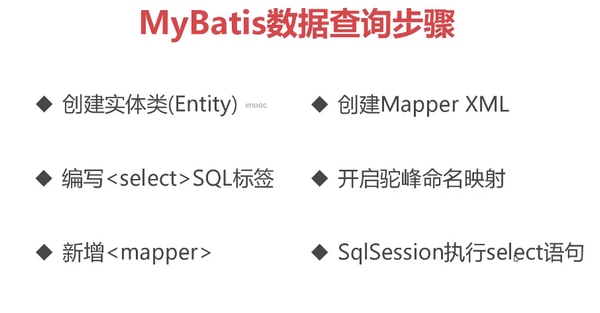 MyBatis数据查询步骤
◆ 创建实体类(Entity) imooc
◆ 创建Mapper XML
◆ 编写<select>SQL标签
◆ 开启驼峰命名映射
◆ 新增<mapper>
◆ SqlSession执行select语句